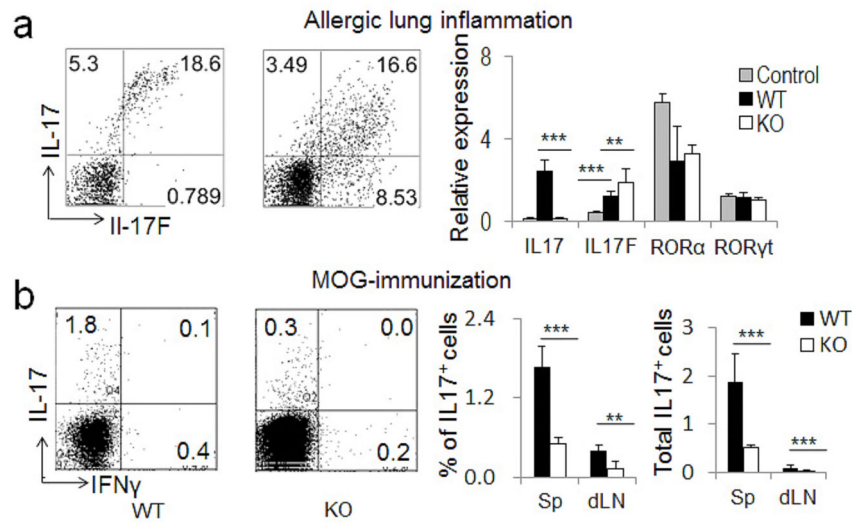 a
Allergic lung inflammation
5.3 18.6
0.789
IL-17
Il-17F
3.49 16.6
8.53
Relative expression
8
4
0
*** *** **
Control
WT
KO
IL17 IL17F RORα RORγt
b
MOG-immunization
1.8 0.1
0.4
IL-17
IFNγ
WT
0.3 0.0
0.2
KO
% of IL17⁺ cells
2.4
1.2
0.0
***
**
Sp dLN
Total IL17⁺ cells
3
2
1
0
***
***
Sp dLN
WT
KO